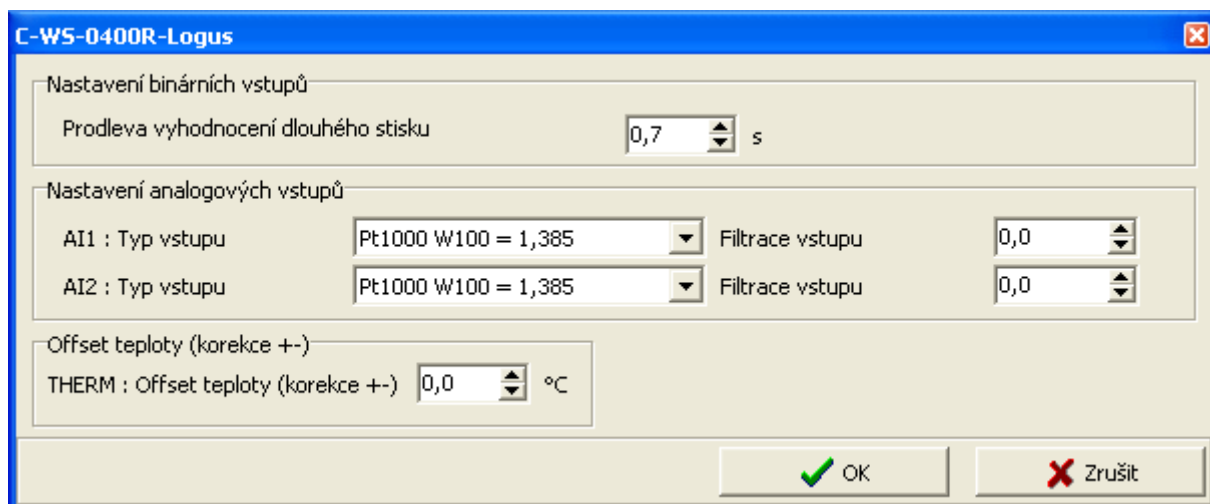 C-WS-0400R-Logus
Nastavení binárních vstupů
Prodleva vyhodnocení dlouhého stisku 0,7 s
Nastavení analogových vstupů
AI1 : Typ vstupu Pt1000 W100 = 1,385 Filtrace vstupu 0,0
AI2 : Typ vstupu Pt1000 W100 = 1,385 Filtrace vstupu 0,0
Offset teploty (korekce +-)
THERM : Offset teploty (korekce +-) 0,0 °C
OK Zrušit